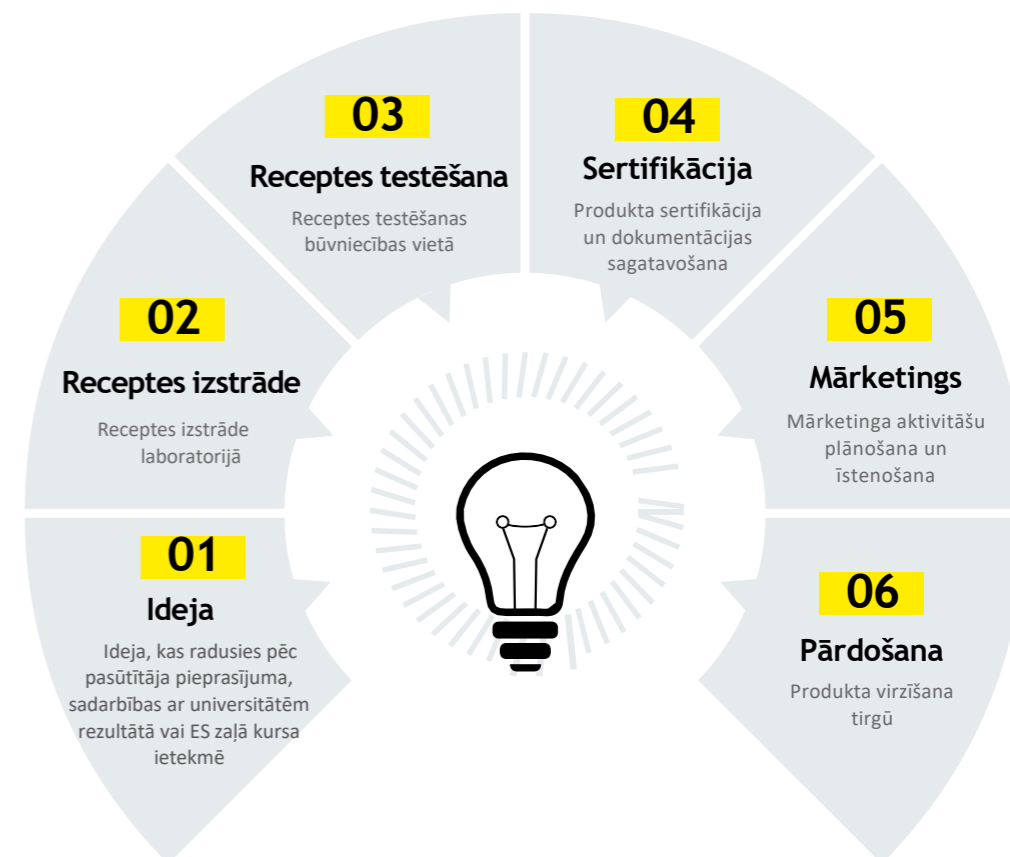 01
Ideja
Ideja, kas radusies pēc
pasūtītāja pieprasījuma,
sadarbības ar universitātēm
rezultātā vai ES zaļā kursa
ietekmē
02
Receptes izstrāde
Receptes izstrāde
laboratorijā
03
Receptes testēšana
Receptes testēšanas
būvniecības vietā
04
Sertifikācija
Produkta sertifikācija
un dokumentācijas
sagatavošana
05
Mārketings
Mārketinga aktivitāšu
plānošana un
īstenošana
06
Pārdošana
Produkta virzīšana
tirgū